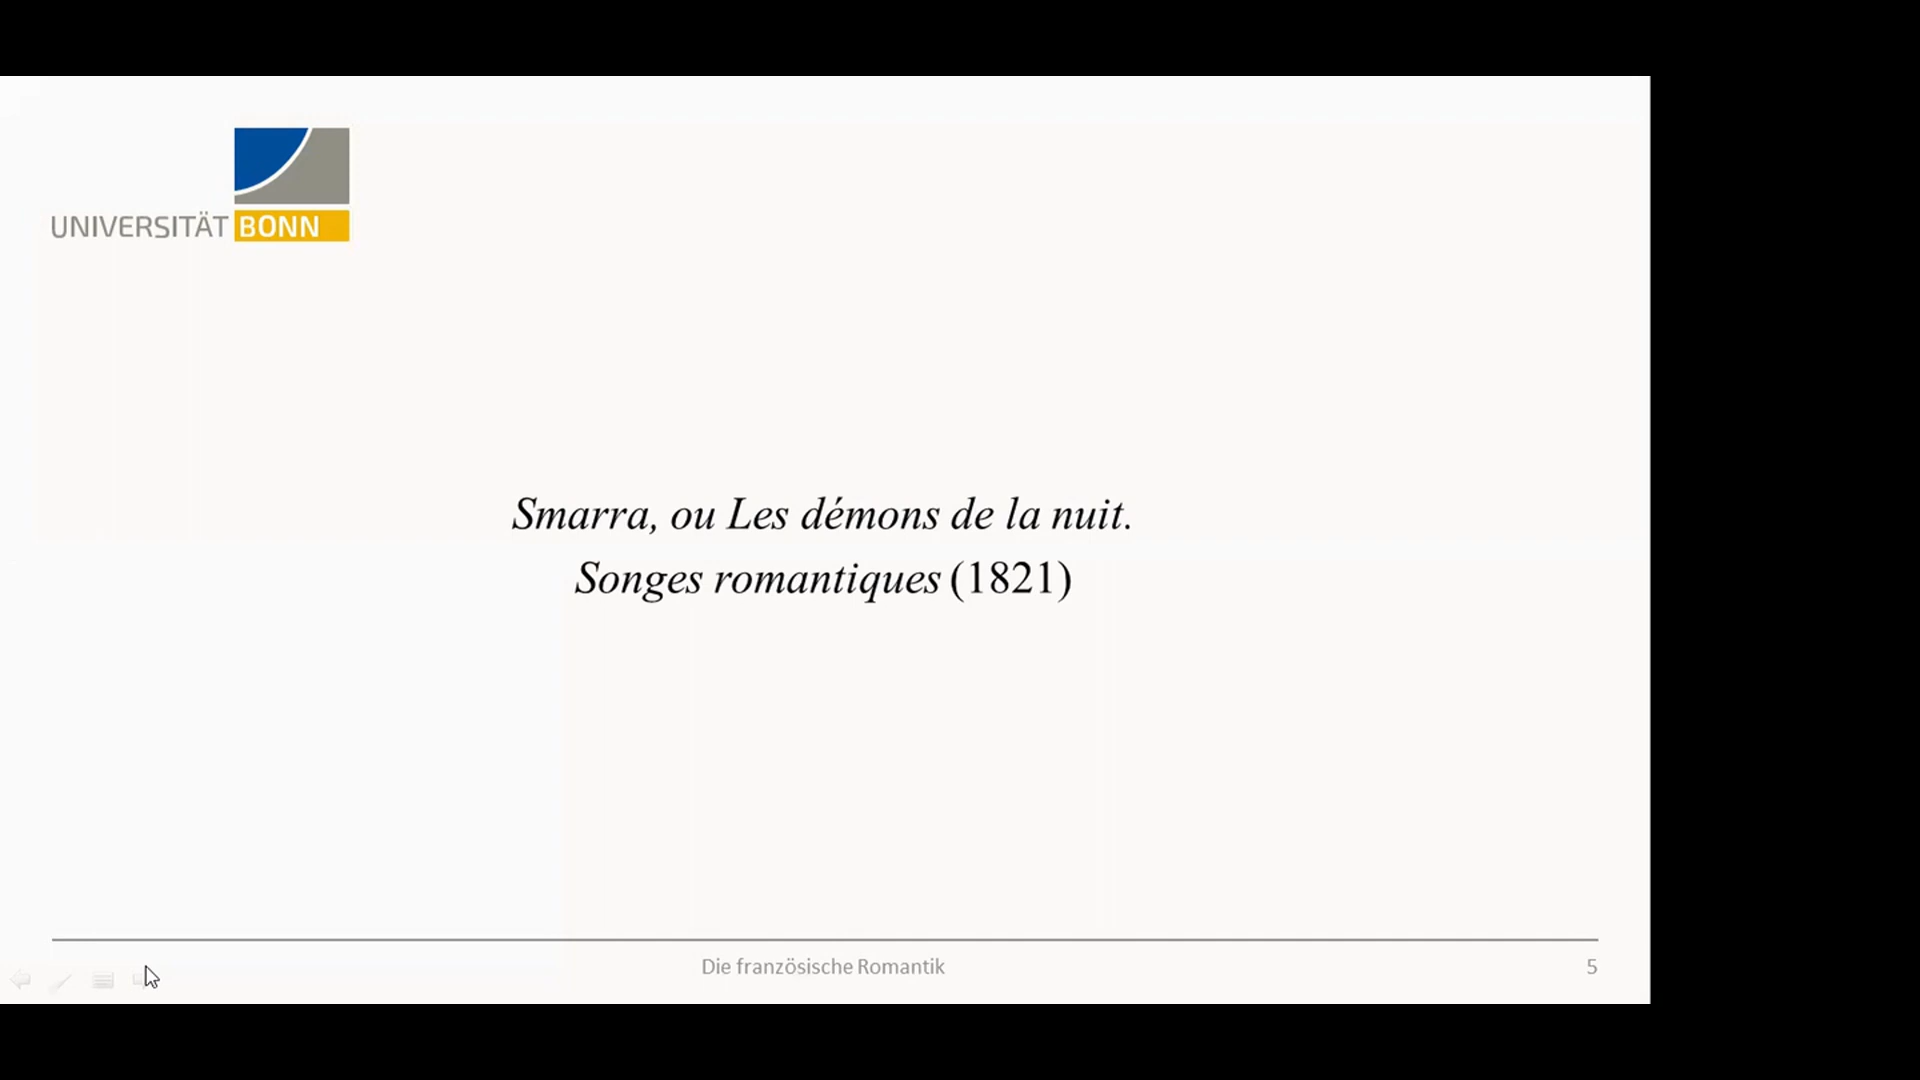 UNIVERSITÄT BONN
Smarra, ou Les démons de la nuit.
Songes romantiques (1821)
Die französische Romantik
5